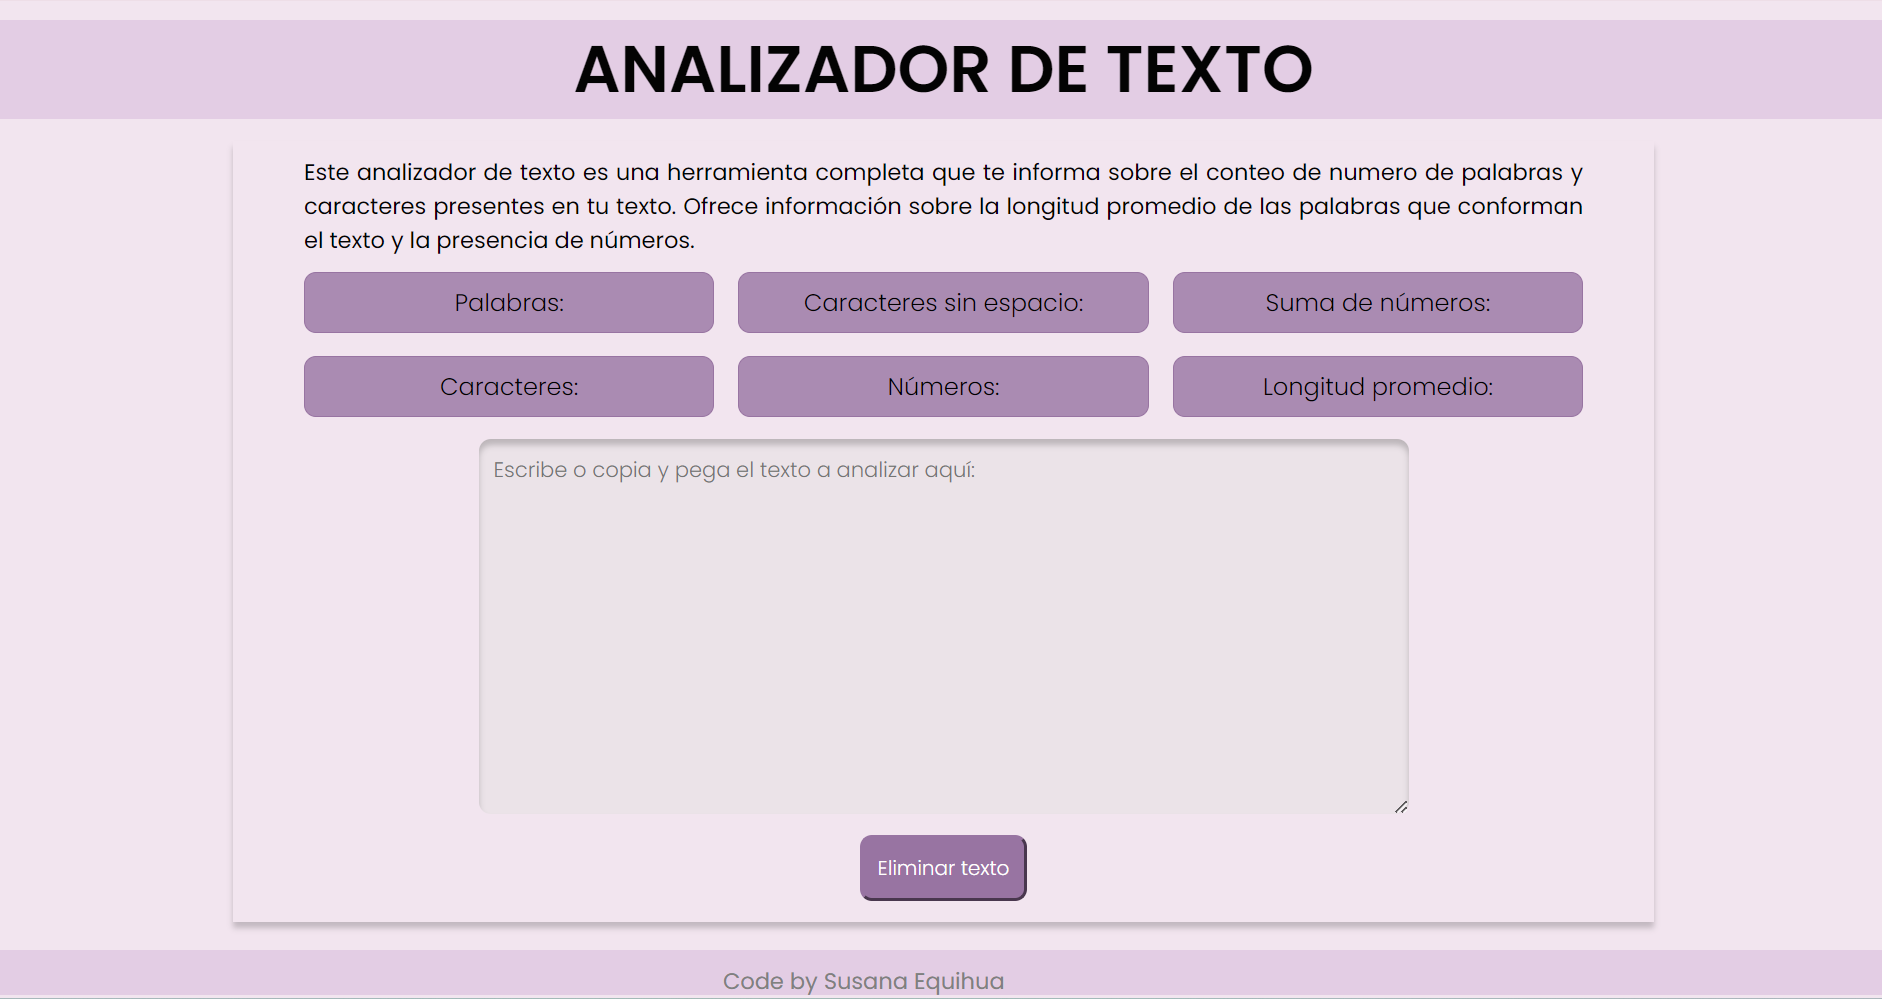 ANALIZADOR DE TEXTO
Este analizador de texto es una herramienta completa que te informa sobre el conteo de numero de palabras y
caracteres presentes en tu texto. Ofrece información sobre la longitud promedio de las palabras que conforman
el texto y la presencia de números.
Palabras:
Caracteres sin espacio:
Suma de números:
Caracteres:
Números:
Longitud promedio:
Escribe o copia y pega el texto a analizar aquí:
Eliminar texto
Code by Susana Equihua